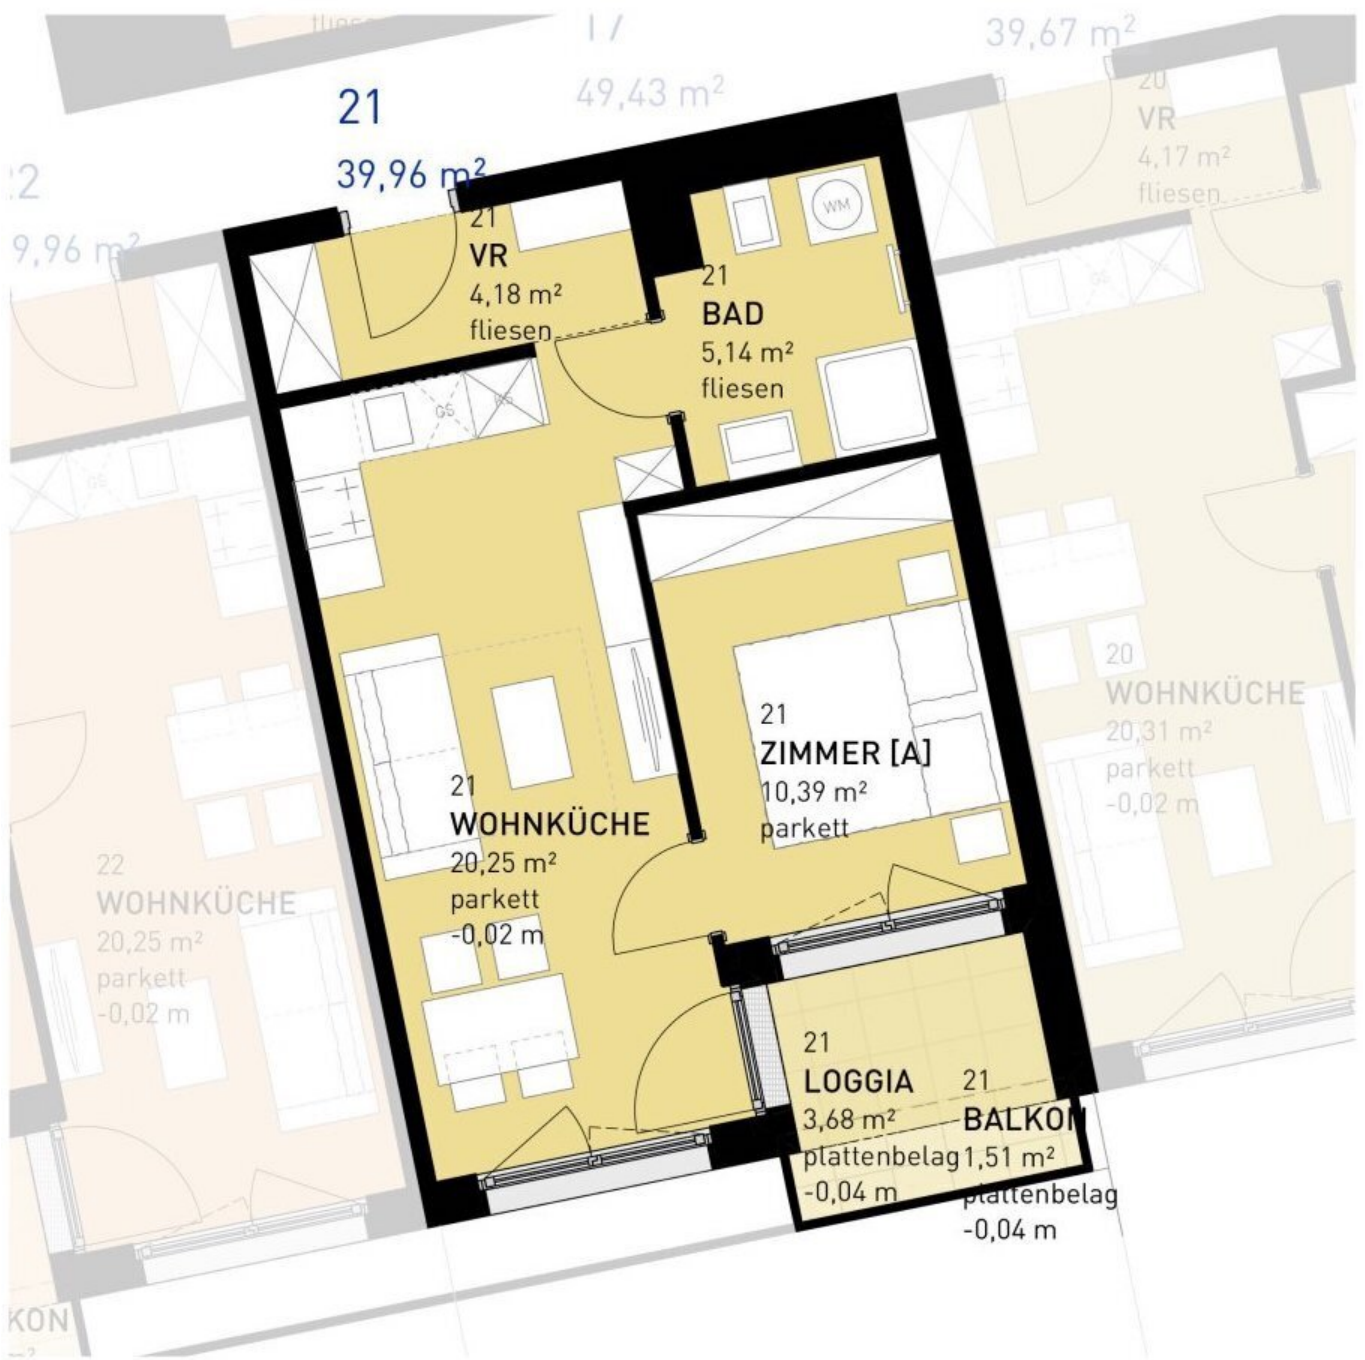 39,67 m²
49,43 m²
21
39,96 m²
9,96 m²
20
VR
4,17 m²
fliesen
21
VR
4,18 m²
fliesen
WM
21
BAD
5,14 m²
fliesen
GS
KS
GS
GS
21
ZIMMER [A]
10,39 m²
parkett
20
WOHNKÜCHE
20,31 m²
parkett
-0,02 m
21
WOHNKÜCHE
20,25 m²
parkett
-0,02 m
22
WOHNKÜCHE
20,25 m²
parkett
-0,02 m
21
LOGGIA
3,68 m²
plattenbelag
-0,04 m
21
BALKON
1,51 m²
plattenbelag
-0,04 m
KON